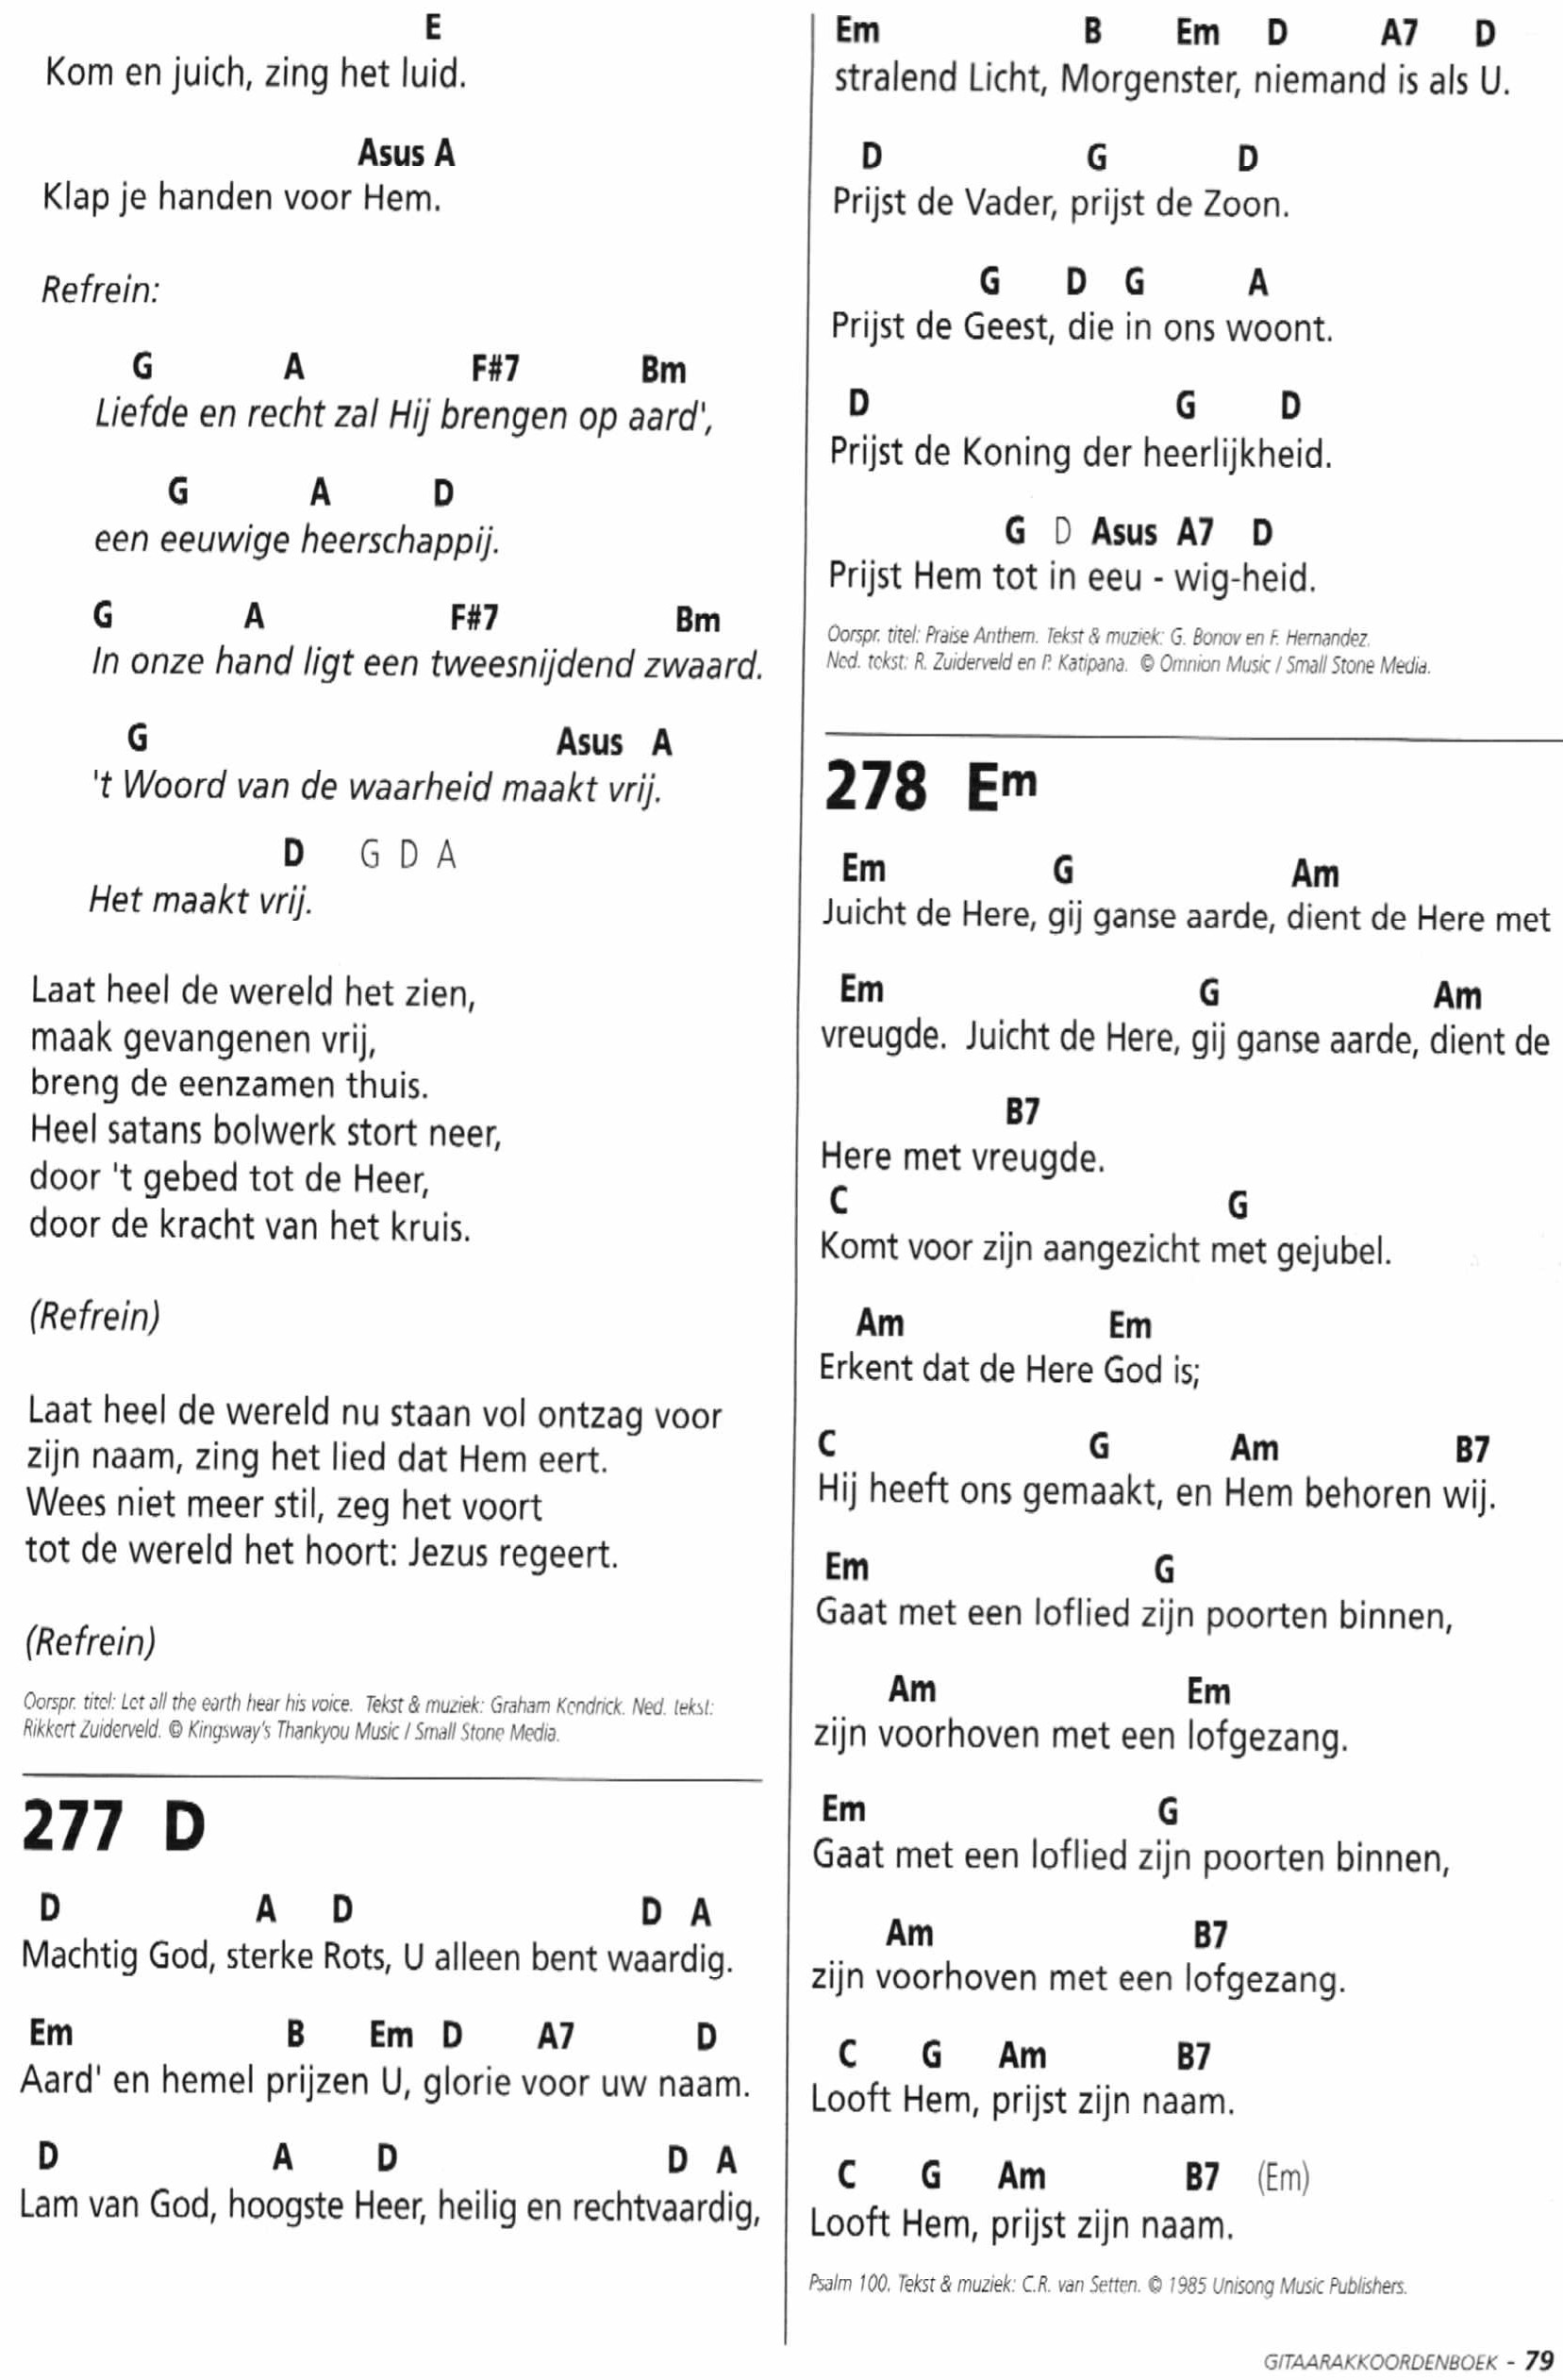 E
Kom en juich, zing het luid.
Asus A
Klap je handen voor Hem.
Refrein:
G A F#7 Bm
Liefde en recht zal Hij brengen op aard',
G A D
een eeuwige heerschappij.
G A F#7 Bm
In onze hand ligt een tweesnijdend zwaard.
G Asus A
't Woord van de waarheid maakt vrij.
D G D A
Het maakt vrij.
Laat heel de wereld het zien,
maak gevangenen vrij,
breng de eenzamen thuis.
Heel satans bolwerk stort neer,
door 't gebed tot de Heer,
door de kracht van het kruis.
(Refrein)
Laat heel de wereld nu staan vol ontzag voor
zijn naam, zing het lied dat Hem eert.
Wees niet meer stil, zeg het voort
tot de wereld het hoort: Jezus regeert.
(Refrein)
Oorspr. titel: Let all the earth hear his voice. Tekst & muziek: Graham Kendrick. Ned. tekst:
Rikkert Zuiderveld. © Kingsway's Thankyou Music / Small Stone Media.
277 D
D A D D A
Machtig God, sterke Rots, U alleen bent waardig.
Em B Em D A7 D
Aard' en hemel prijzen U, glorie voor uw naam.
D A D D A
Lam van God, hoogste Heer, heilig en rechtvaardig,
Em B Em D A7 D
stralend Licht, Morgenster, niemand is als U.
D G D
Prijst de Vader, prijst de Zoon.
G D G A
Prijst de Geest, die in ons woont.
D G D
Prijst de Koning der heerlijkheid.
G D Asus A7 D
Prijst Hem tot in eeu - wig-heid.
Oorspr. titel: Praise Anthem. Tekst & muziek: G. Bonov en F. Hernandez.
Ned. tekst: R. Zuiderveld en P. Katipana. © Omnion Music / Small Stone Media.
278 Em
Em G Am
Juicht de Here, gij ganse aarde, dient de Here met
Em G Am
vreugde. Juicht de Here, gij ganse aarde, dient de
B7
Here met vreugde.
C G
Komt voor zijn aangezicht met gejubel.
Am Em
Erkent dat de Here God is;
C G Am B7
Hij heeft ons gemaakt, en Hem behoren wij.
Em G
Gaat met een loflied zijn poorten binnen,
Am Em
zijn voorhoven met een lofgezang.
Em G
Gaat met een loflied zijn poorten binnen,
Am B7
zijn voorhoven met een lofgezang.
C G Am B7
Looft Hem, prijst zijn naam.
C G Am B7 (Em)
Looft Hem, prijst zijn naam.
Psalm 100. Tekst & muziek: C.R. van Setten. © 1985 Unisong Music Publishers.
GITAARAKKOORDENBOEK - 79